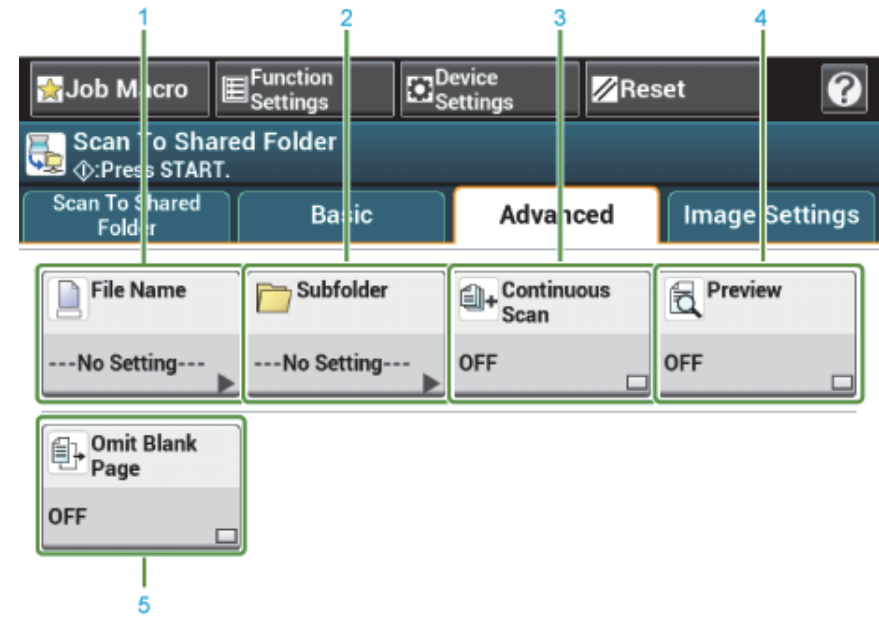 1 2 3 4
Job Macro
Function
Settings
Device
Settings
Reset
?
Scan To Shared Folder
:Press START.
Scan To Shared
Folder
Basic
Advanced
Image Settings
File Name
---No Setting---
Subfolder
---No Setting---
Continuous
Scan
OFF
Preview
OFF
Omit Blank
Page
OFF
5